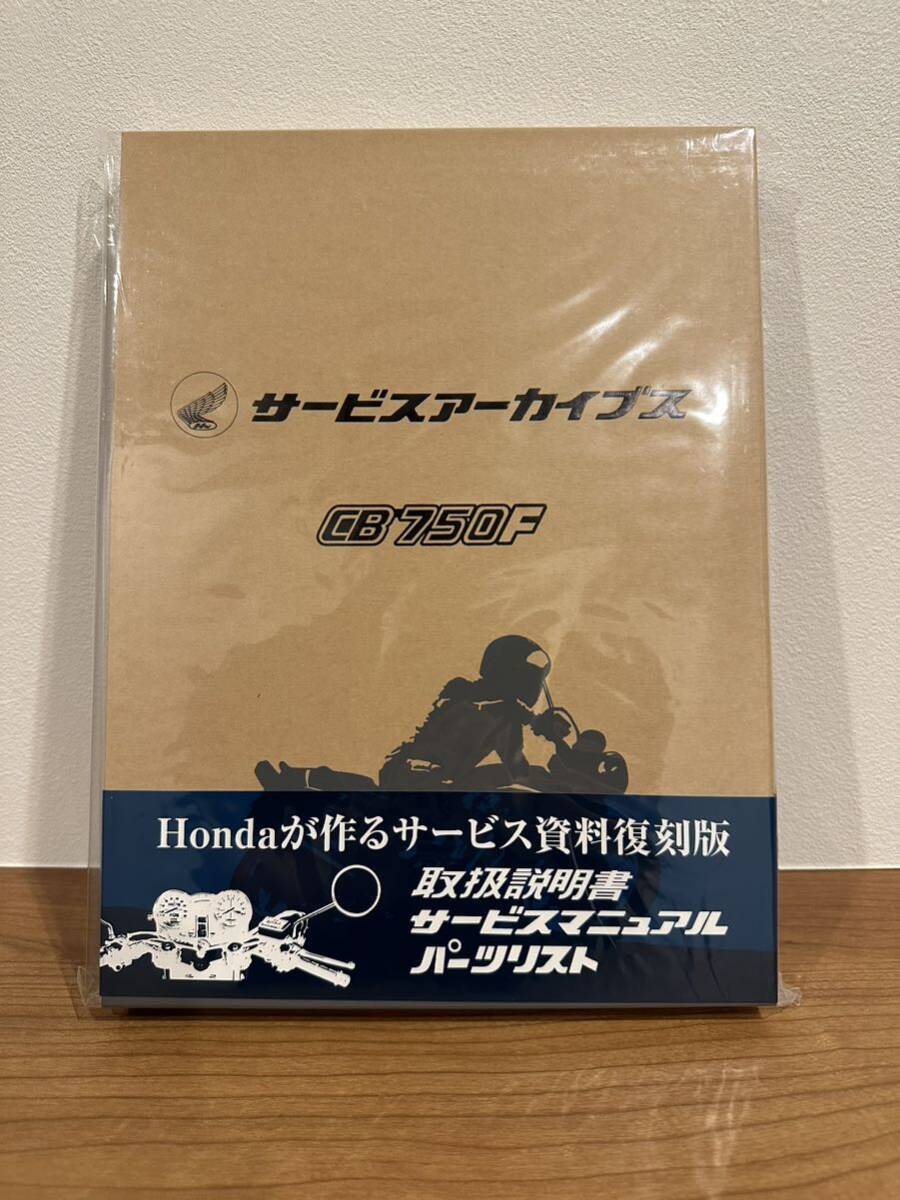 サービスアーカイブス
CB750F
Hondaが作るサービス資料復刻版
取扱説明書
サービスマニュアル
パーツリスト